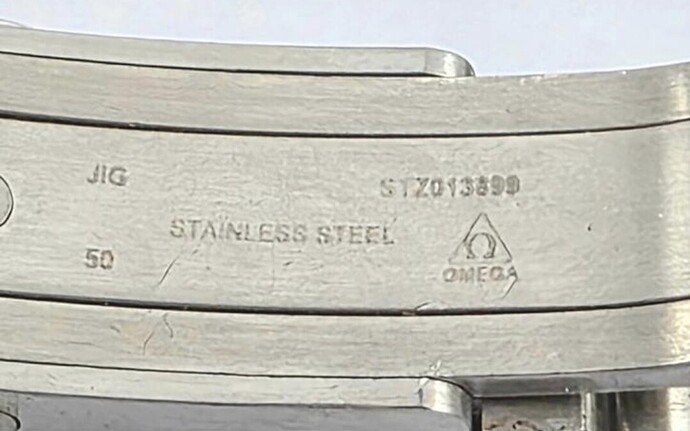 JIG
STZ013899
STAINLESS STEEL
50
Ω
OMEGA